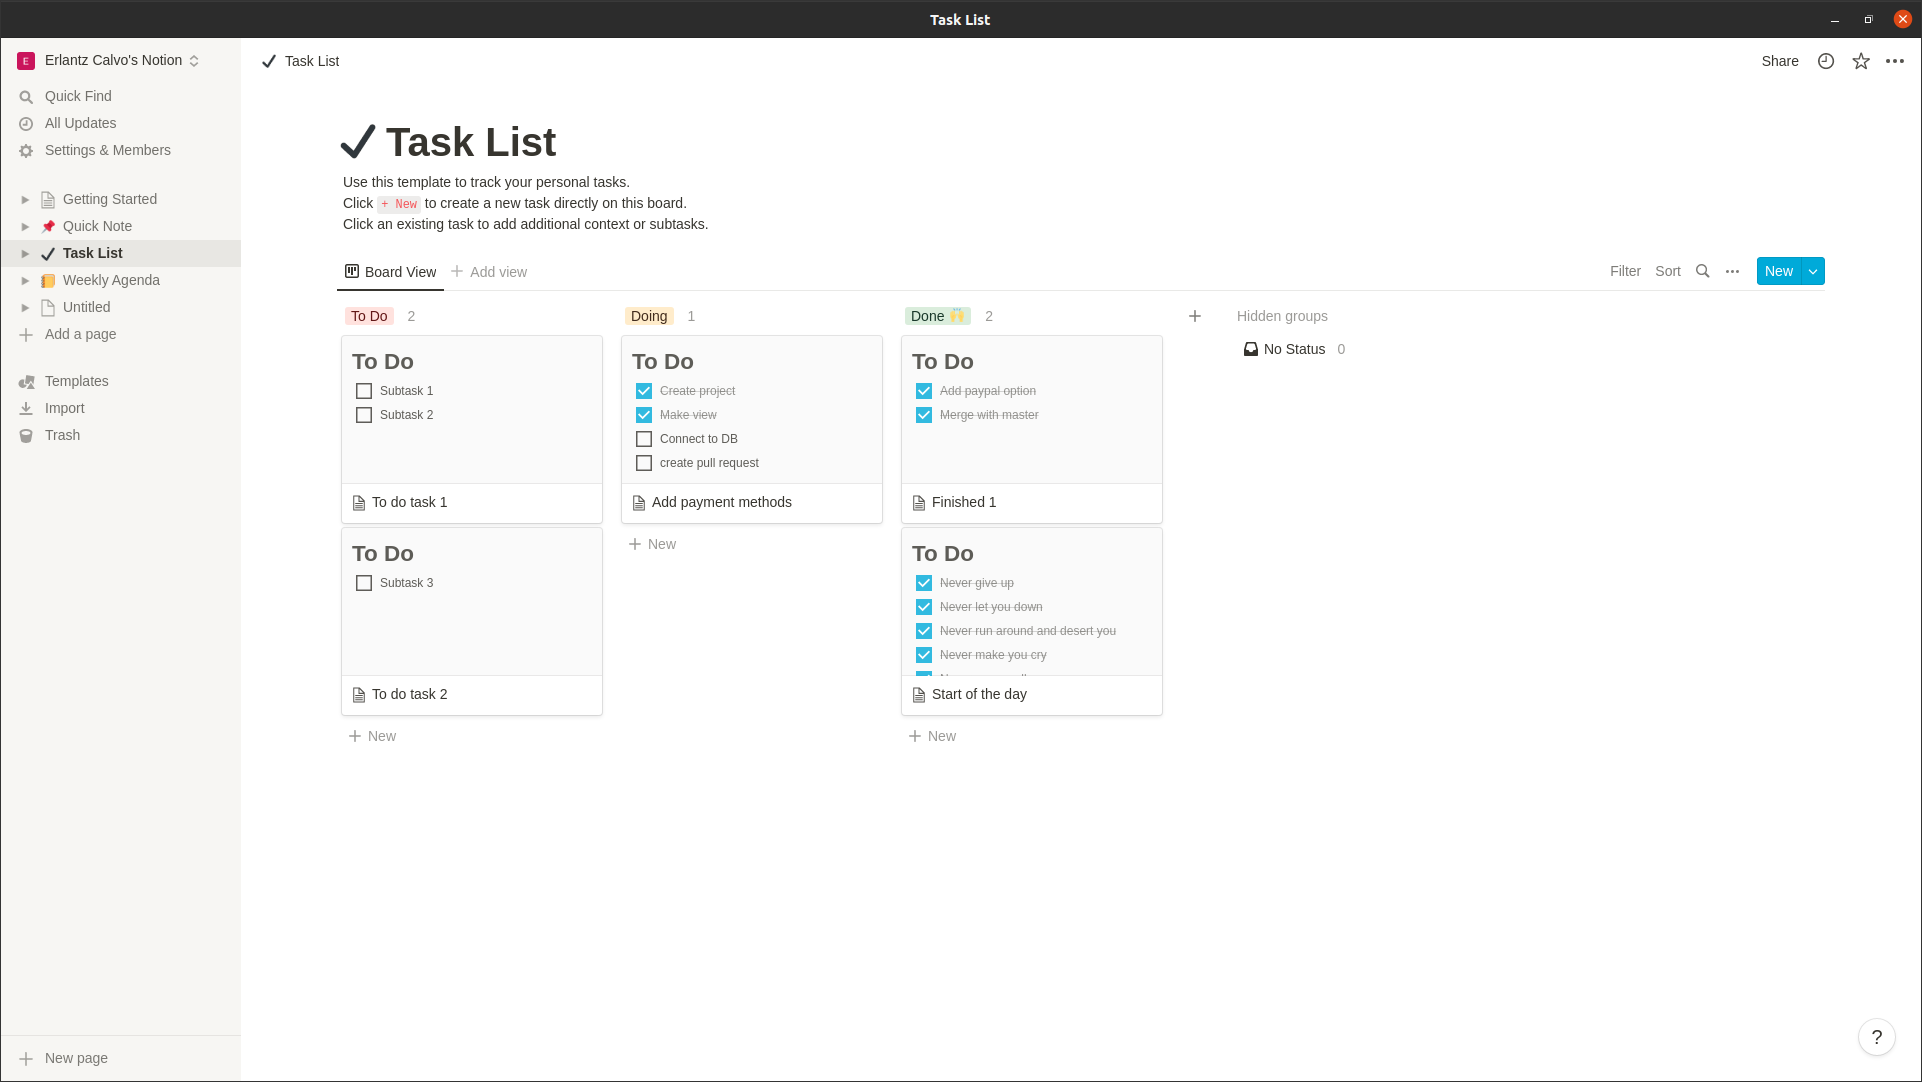 Task List
E
Erlantz Calvo's Notion
Quick Find
All Updates
Settings & Members
Getting Started
Quick Note
Task List
Weekly Agenda
Untitled
Add a page
Templates
Import
Trash
New page
Task List
Share
Task List
Use this template to track your personal tasks.
Click + New to create a new task directly on this board.
Click an existing task to add additional context or subtasks.
Board View
Add view
Filter
Sort
New
To Do 2
To Do
Subtask 1
Subtask 2
To do task 1
To Do
Subtask 3
To do task 2
New
Doing 1
To Do
Create project
Make view
Connect to DB
create pull request
Add payment methods
New
Done 🙌 2
To Do
Add paypal option
Merge with master
Finished 1
To Do
Never give up
Never let you down
Never run around and desert you
Never make you cry
Start of the day
New
Hidden groups
No Status 0
?